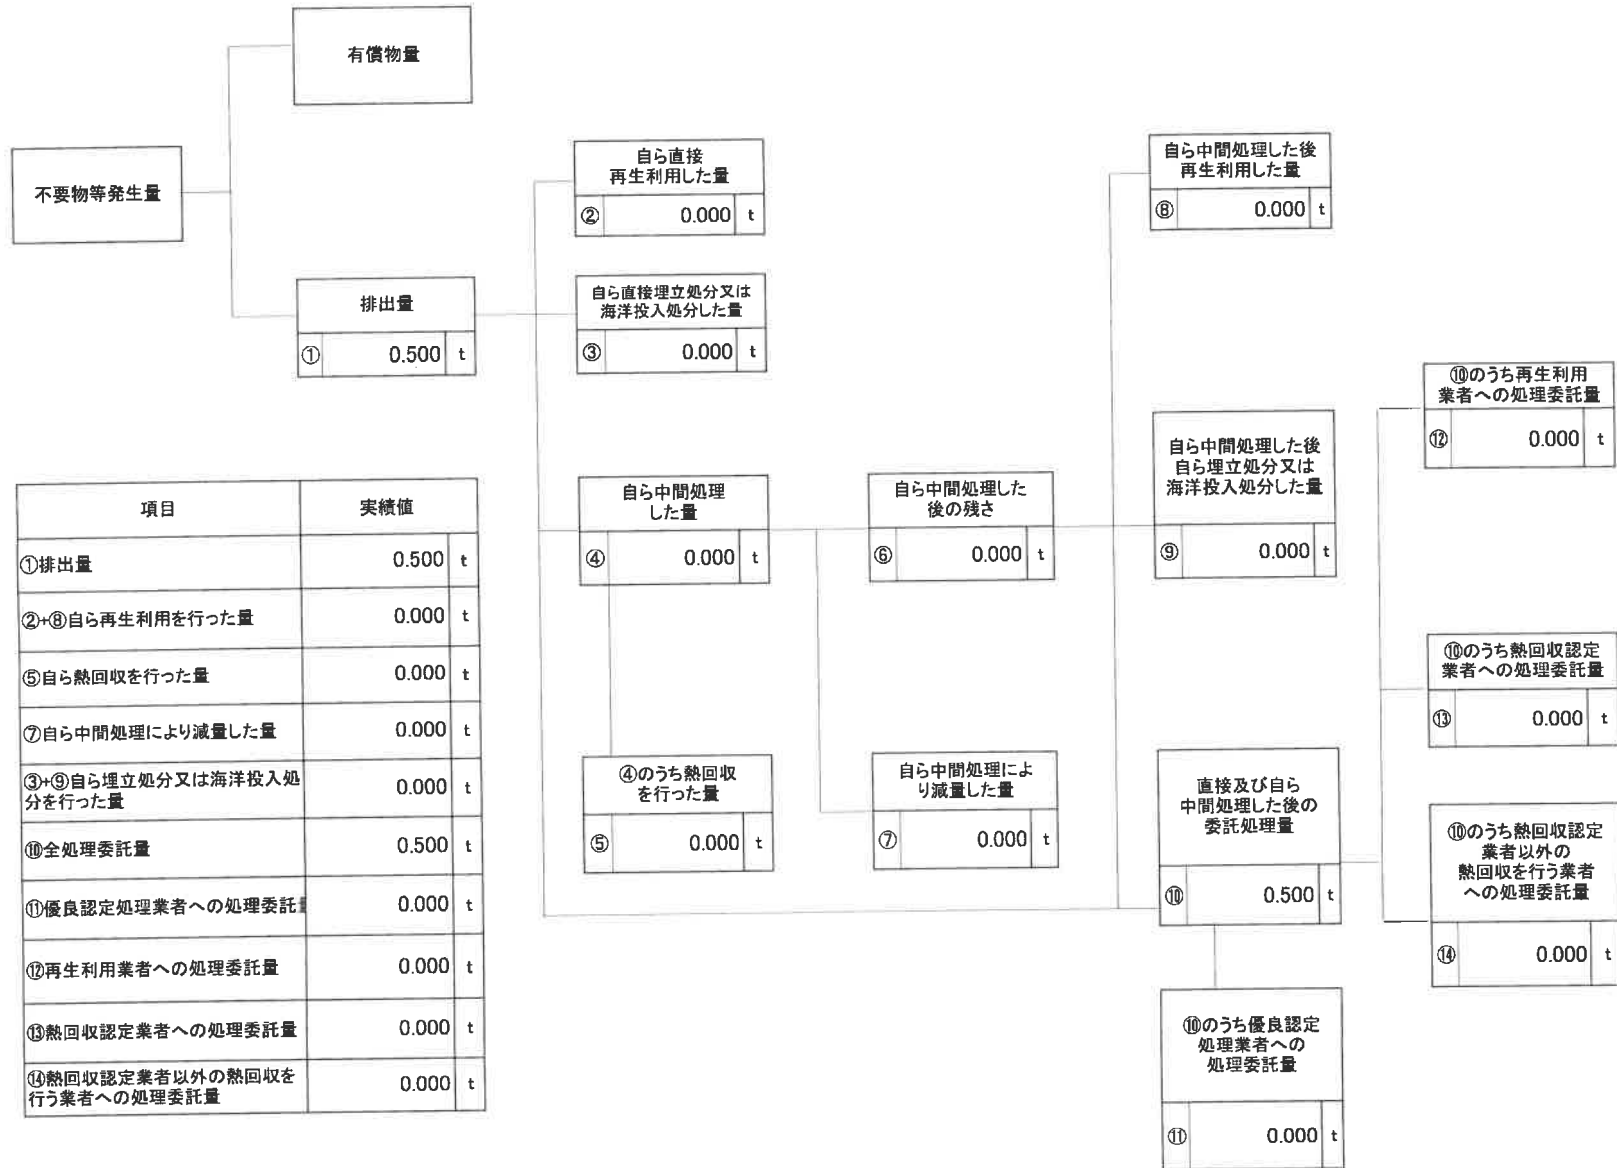 有償物量
不要物等発生量
排出量
① 0.500 t
自ら直接
再生利用した量
② 0.000 t
自ら直接埋立処分又は
海洋投入処分した量
③ 0.000 t
自ら中間処理
した量
④ 0.000 t
④のうち熱回収
を行った量
⑤ 0.000 t
自ら中間処理した
後の残さ
⑥ 0.000 t
自ら中間処理によ
り減量した量
⑦ 0.000 t
自ら中間処理した後
再生利用した量
⑧ 0.000 t
自ら中間処理した後
自ら埋立処分又は
海洋投入処分した量
⑨ 0.000 t
直接及び自ら
中間処理した後の
委託処理量
⑩ 0.500 t
⑩のうち優良認定
処理業者への
処理委託量
⑪ 0.000 t
⑩のうち再生利用
業者への処理委託量
⑫ 0.000 t
⑩のうち熱回収認定
業者への処理委託量
⑬ 0.000 t
⑩のうち熱回収認定
業者以外の
熱回収を行う業者
への処理委託量
⑭ 0.000 t
項目 実績値
①排出量 0.500 t
②+⑧自ら再生利用を行った量 0.000 t
⑤自ら熱回収を行った量 0.000 t
⑦自ら中間処理により減量した量 0.000 t
③+⑨自ら埋立処分又は海洋投入処
分を行った量 0.000 t
⑩全処理委託量 0.500 t
⑪優良認定処理業者への処理委託 0.000 t
⑫再生利用業者への処理委託量 0.000 t
⑬熱回収認定業者への処理委託量 0.000 t
⑭熱回収認定業者以外の熱回収を
行う業者への処理委託量 0.000 t